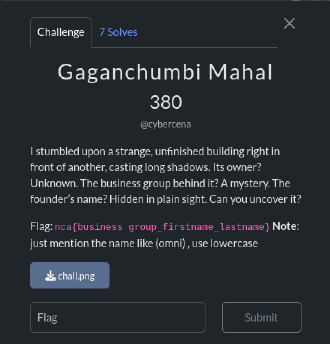 Challenge
7 Solves
Gaganchumbi Mahal
380
@cybercena
I stumbled upon a strange, unfinished building right in
front of another, casting long shadows. Its owner?
Unknown. The business group behind it? A mystery. The
founder's name? Hidden in plain sight. Can you uncover it?
Flag: nca{business group_firstname_lastname} Note:
just mention the name like (omni) , use lowercase
chall.png
Flag
Submit